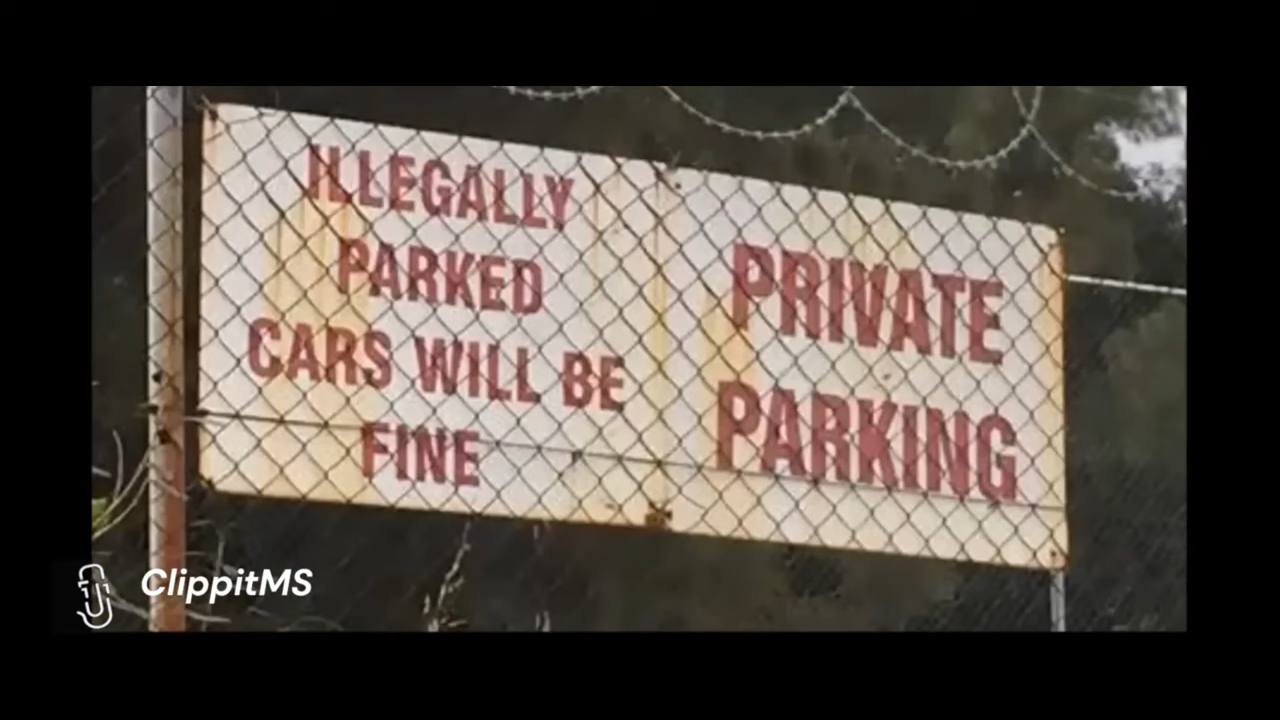 ILLEGALLY
PARKED
CARS WILL BE
FINE
PRIVATE
PARKING
ClippitMS